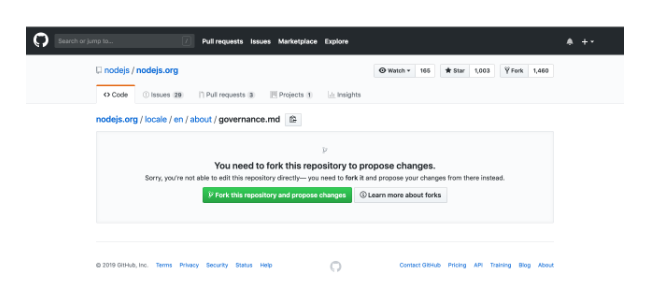 Search or jump to... / Pull requests Issues Marketplace Explore
nodejs / nodejs.org Watch 165 Star 1,003 Fork 1,460
Code Issues 29 Pull requests 3 Projects 1 Insights
nodejs.org / locale / en / about / governance.md
You need to fork this repository to propose changes.
Sorry, you're not able to edit this repository directly— you need to fork it and propose your changes from there instead.
Fork this repository and propose changes Learn more about forks
© 2019 GitHub, Inc. Terms Privacy Security Status Help Contact GitHub Pricing API Training Blog About